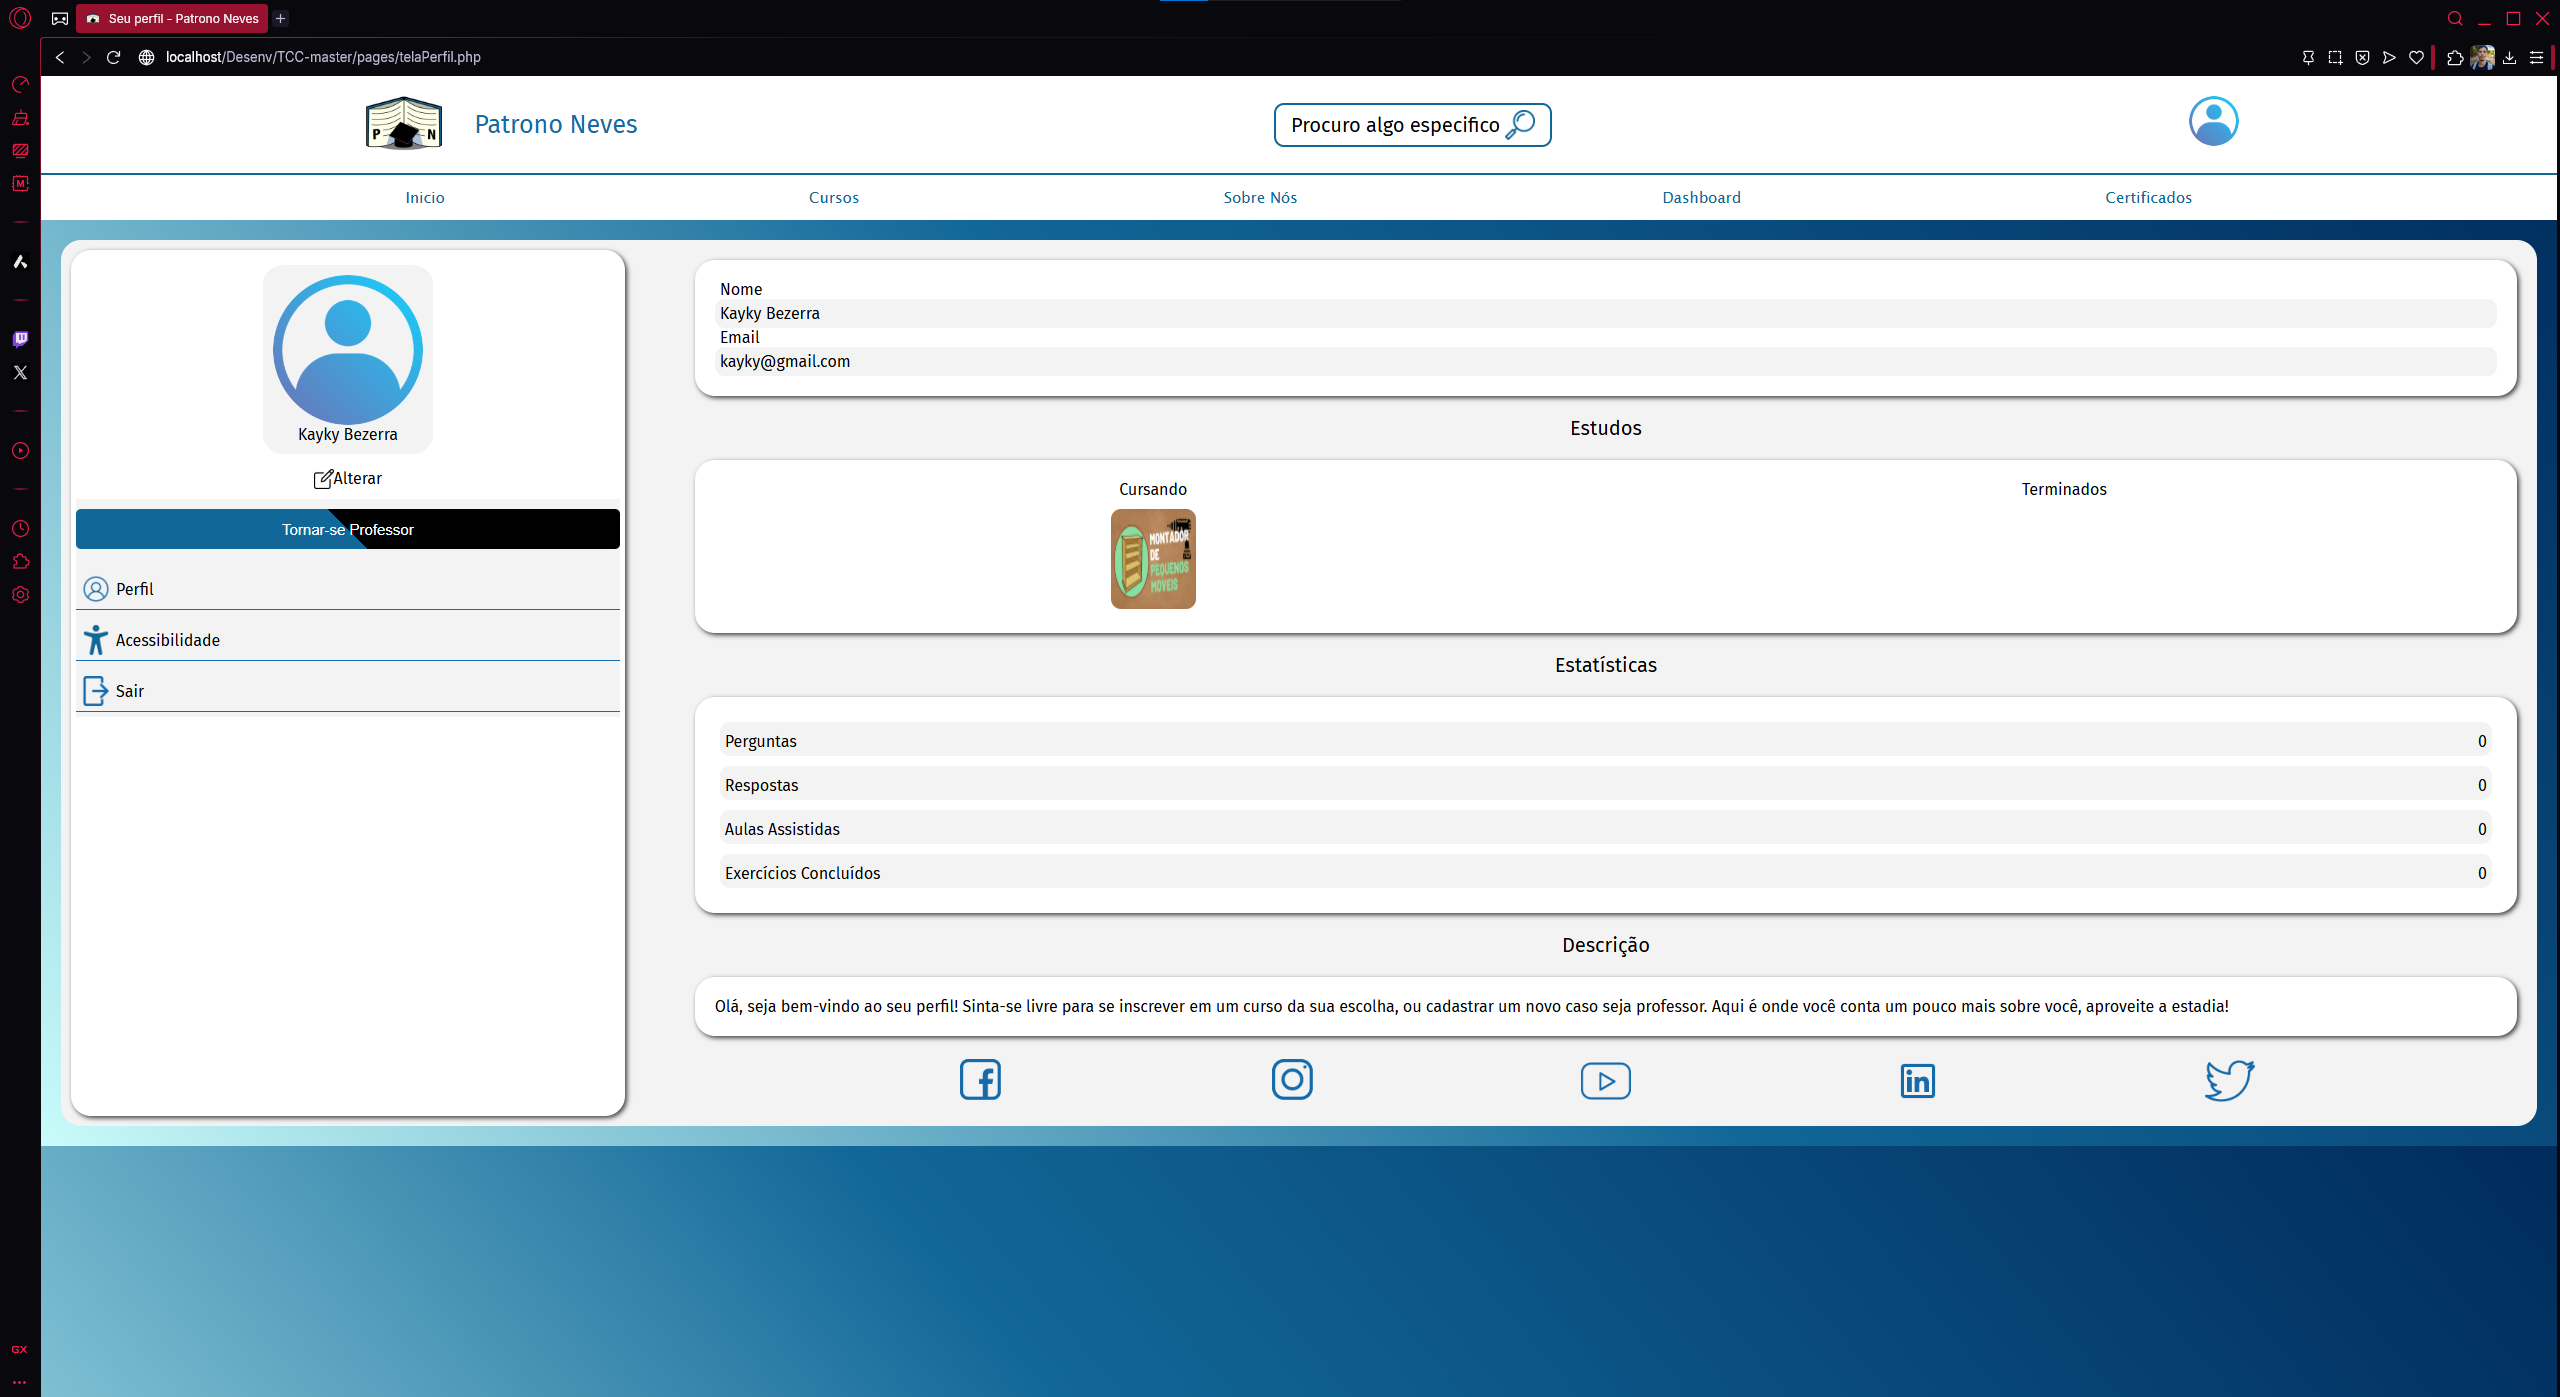 Seu perfil - Patrono Neves
localhost/Desenv/TCC-master/pages/telaPerfil.php
M
P N
Patrono Neves
Procuro algo especifico
Inicio
Cursos
Sobre Nós
Dashboard
Certificados
Kayky Bezerra
Alterar
Tornar-se Professor
Perfil
Acessibilidade
Sair
Nome
Kayky Bezerra
Email
kayky@gmail.com
Estudos
Cursando
Terminados
MONTADOR
DE
PEQUENOS
MÓVEIS
Estatísticas
Perguntas 0
Respostas 0
Aulas Assistidas 0
Exercícios Concluídos 0
Descrição
Olá, seja bem-vindo ao seu perfil! Sinta-se livre para se inscrever em um curso da sua escolha, ou cadastrar um novo caso seja professor. Aqui é onde você conta um pouco mais sobre você, aproveite a estadia!
in
GX